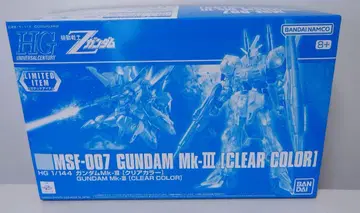 HG
UNIVERSAL CENTURY
機動戦士
Zガンダム
BANDAI NAMCO
8+
LIMITED
ITEM
MSF-007 GUNDAM Mk-III [CLEAR COLOR]
HG 1/144 ガンダムMk-III [クリアカラー]
GUNDAM Mk-III [CLEAR COLOR]
BANDAI